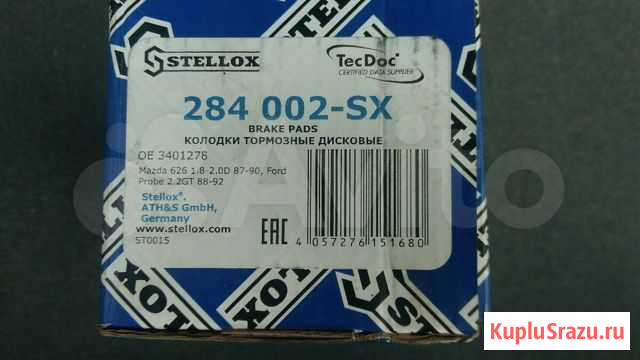 STELLOX
TecDoc
CERTIFIED DATA SUPPLIER
284 002-SX
BRAKE PADS
КОЛОДКИ ТОРМОЗНЫЕ ДИСКОВЫЕ
OE 3401276
Mazda 626 1.8-2.0D 87-90, Ford
Probe 2.2GT 88-92
Stellox®.
ATH&S GmbH,
Germany
www.stellox.com
ST0015
EAC
4 057276 151680
STELLOX
Avito
KupluSrazu.ru